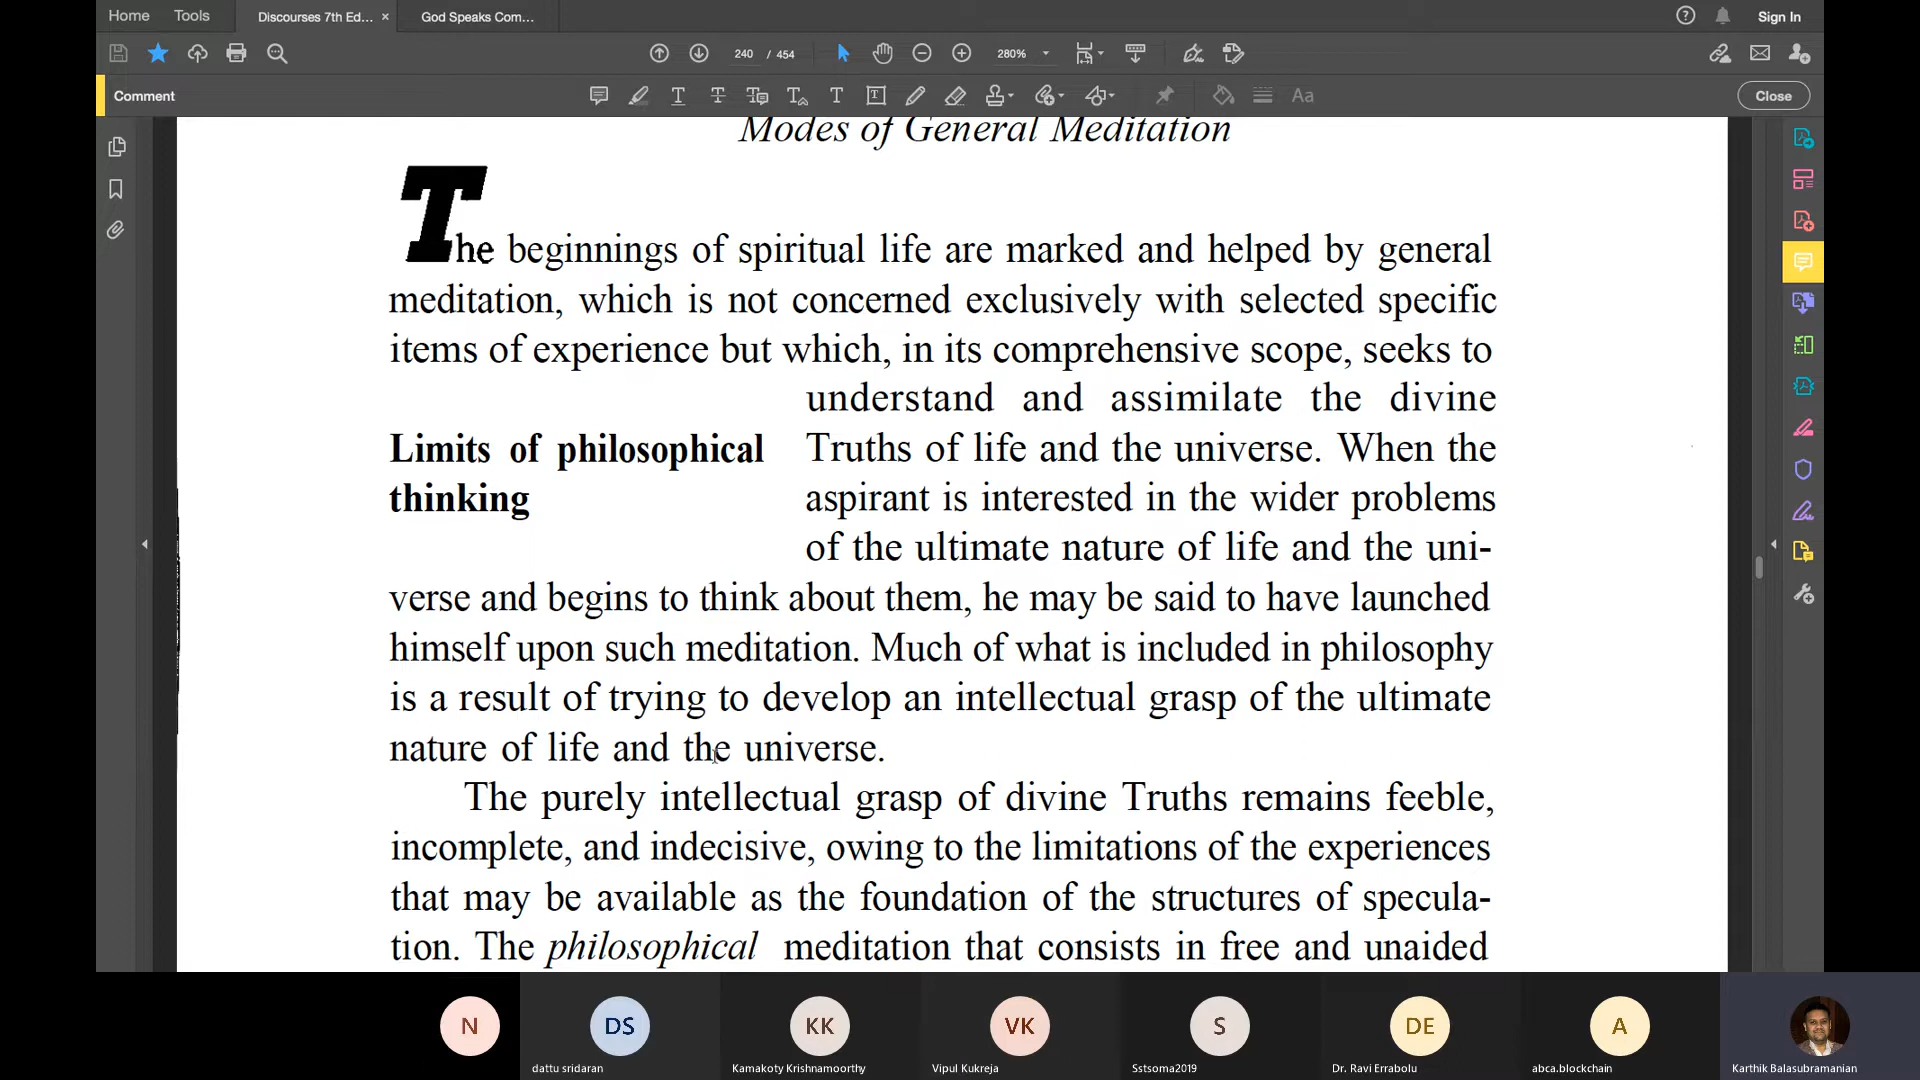 Home Tools Discourses 7th Ed... × God Speaks Com... Sign In
240 / 454 280%
Comment Close
Modes of General Meditation
The beginnings of spiritual life are marked and helped by general
meditation, which is not concerned exclusively with selected specific
items of experience but which, in its comprehensive scope, seeks to
understand and assimilate the divine
Limits of philosophical
thinking
Truths of life and the universe. When the
aspirant is interested in the wider problems
of the ultimate nature of life and the uni-
verse and begins to think about them, he may be said to have launched
himself upon such meditation. Much of what is included in philosophy
is a result of trying to develop an intellectual grasp of the ultimate
nature of life and the universe.
The purely intellectual grasp of divine Truths remains feeble,
incomplete, and indecisive, owing to the limitations of the experiences
that may be available as the foundation of the structures of specula-
tion. The philosophical meditation that consists in free and unaided
N DS KK VK S DE A
dattu sridaran Kamakoty Krishnamoorthy Vipul Kukreja Sstsoma2019 Dr. Ravi Errabolu abca.blockchain Karthik Balasubramanian